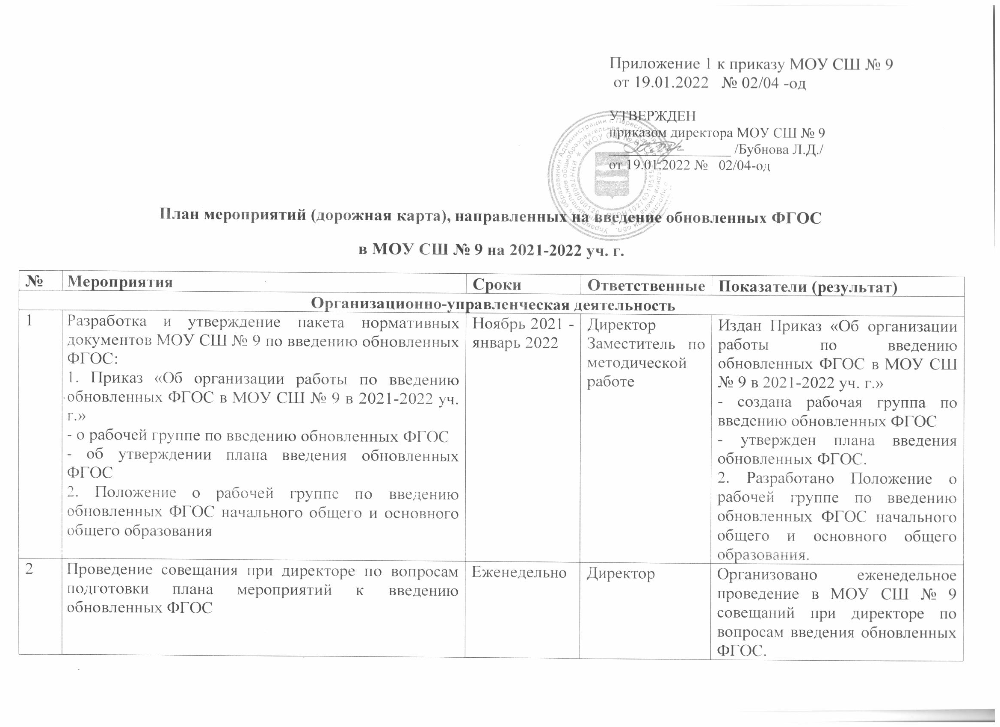 Приложение 1 к приказу МОУ СШ № 9
от 19.01.2022 № 02/04 -од
УТВЕРЖДЕН
приказом директора МОУ СШ № 9
/Бубнова Л.Д./
от 19.01.2022 № 02/04-од
План мероприятий (дорожная карта), направленных на введение обновленных ФГОС
в МОУ СШ № 9 на 2021-2022 уч. г.
№ Мероприятия Сроки Ответственные Показатели (результат)
Организационно-управленческая деятельность
1
Разработка и утверждение пакета нормативных
документов МОУ СШ № 9 по введению обновленных
ФГОС:
1. Приказ «Об организации работы по введению
обновленных ФГОС в МОУ СШ № 9 в 2021-2022 уч.
г.»
- о рабочей группе по введению обновленных ФГОС
- об утверждении плана введения обновленных
ФГОС
2. Положение о рабочей группе по введению
обновленных ФГОС начального общего и основного
общего образования
Ноябрь 2021 -
январь 2022
Директор
Заместитель по
методической
работе
Издан Приказ «Об организации
работы по введению
обновленных ФГОС в МОУ СШ
№ 9 в 2021-2022 уч. г.»
- создана рабочая группа по
введению обновленных ФГОС
- утвержден плана введения
обновленных ФГОС.
2. Разработано Положение о
рабочей группе по введению
обновленных ФГОС начального
общего и основного общего
образования.
2
Проведение совещания при директоре по вопросам
подготовки плана мероприятий к введению
обновленных ФГОС
Еженедельно
Директор
Организовано еженедельное
проведение в МОУ СШ № 9
совещаний при директоре по
вопросам введения обновленных
ФГОС.